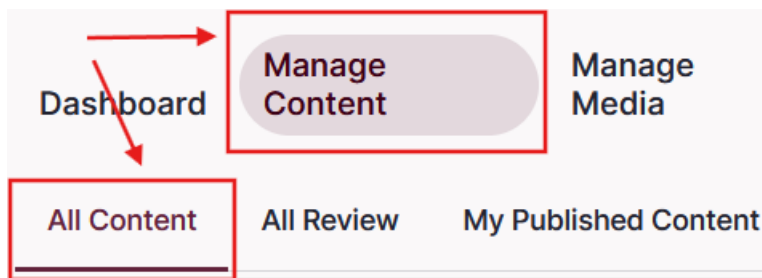 Dashboard
Manage
Content
Manage
Media
All Content
All Review
My Published Content